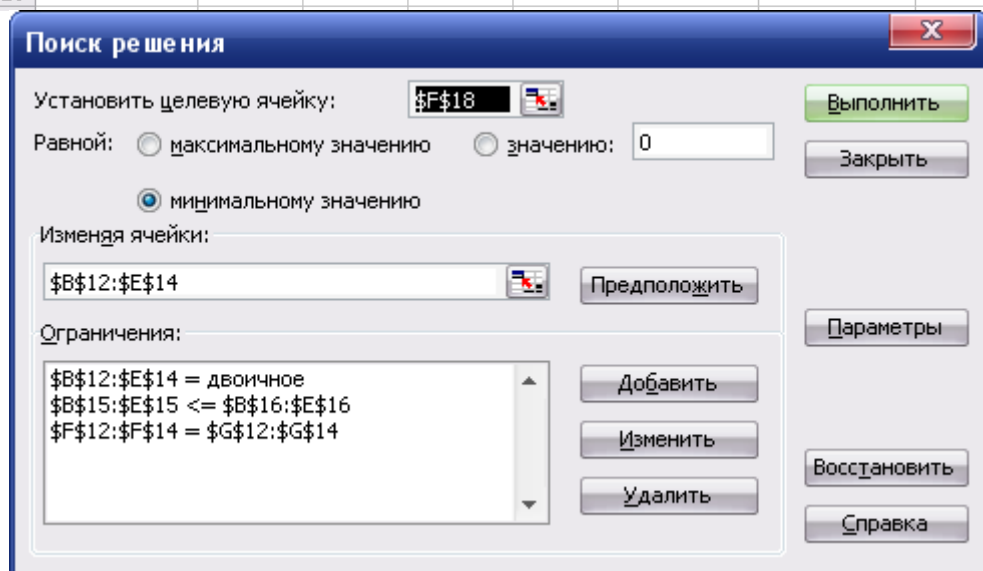 Поиск решения
Установить целевую ячейку: $F$18
Выполнить
Равной: максимальному значению значению: 0
Закрыть
минимальному значению
Изменяя ячейки:
$B$12:$E$14
Предположить
Ограничения:
Параметры
$B$12:$E$14 = двоичное
$B$15:$E$15 <= $B$16:$E$16
$F$12:$F$14 = $G$12:$G$14
Добавить
Изменить
Удалить
Восстановить
Справка